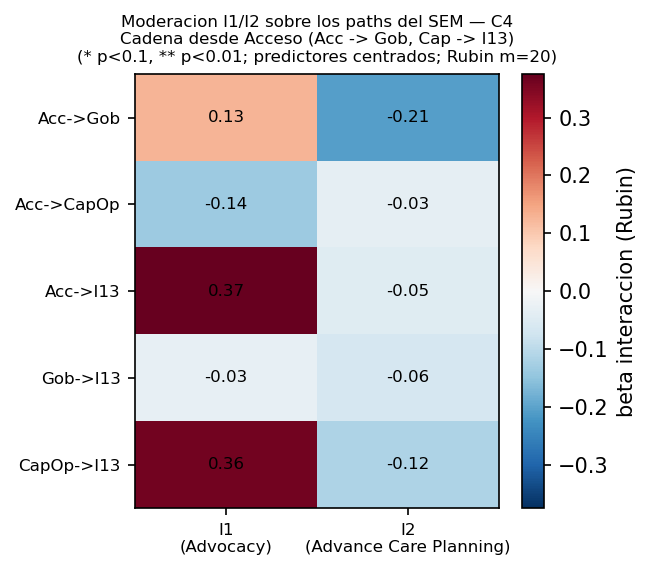 Moderacion I1/I2 sobre los paths del SEM — C4
Cadena desde Acceso (Acc -> Gob, Cap -> I13)
(* p<0.1, ** p<0.01; predictores centrados; Rubin m=20)
Acc->Gob
0.13
-0.21
Acc->CapOp
-0.14
-0.03
Acc->I13
0.37
-0.05
Gob->I13
-0.03
-0.06
CapOp->I13
0.36
-0.12
I1
(Advocacy)
I2
(Advance Care Planning)
0.3
0.2
0.1
0.0
−0.1
−0.2
−0.3
beta interaccion (Rubin)